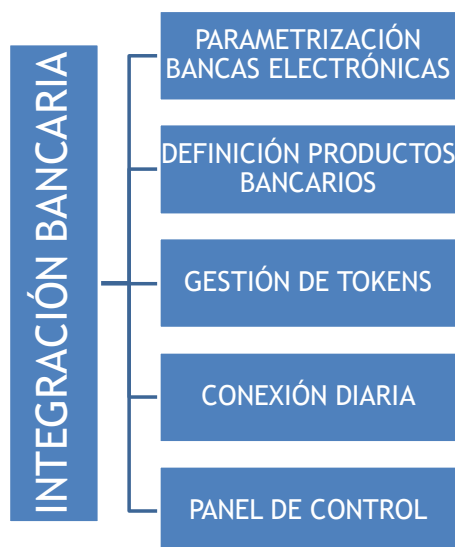 INTEGRACIÓN BANCARIA
PARAMETRIZACIÓN
BANCAS ELECTRÓNICAS
DEFINICIÓN PRODUCTOS
BANCARIOS
GESTIÓN DE TOKENS
CONEXIÓN DIARIA
PANEL DE CONTROL